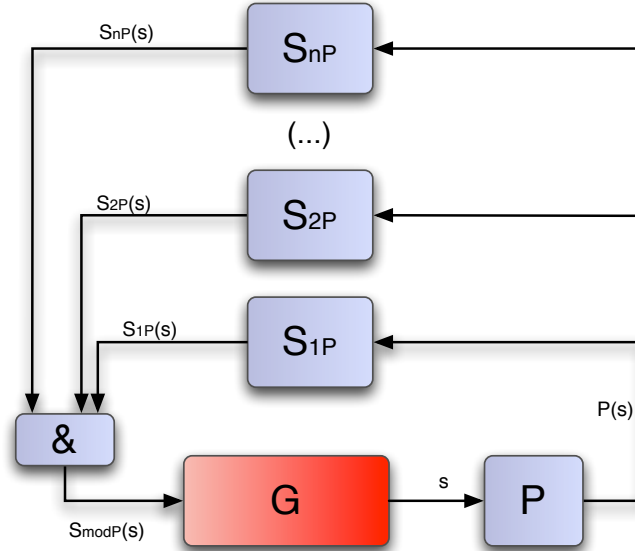 SnP(s)
SnP
(...)
S2P(s)
S2P
S1P(s)
S1P
P(s)
&
G
s
P
SmodP(s)